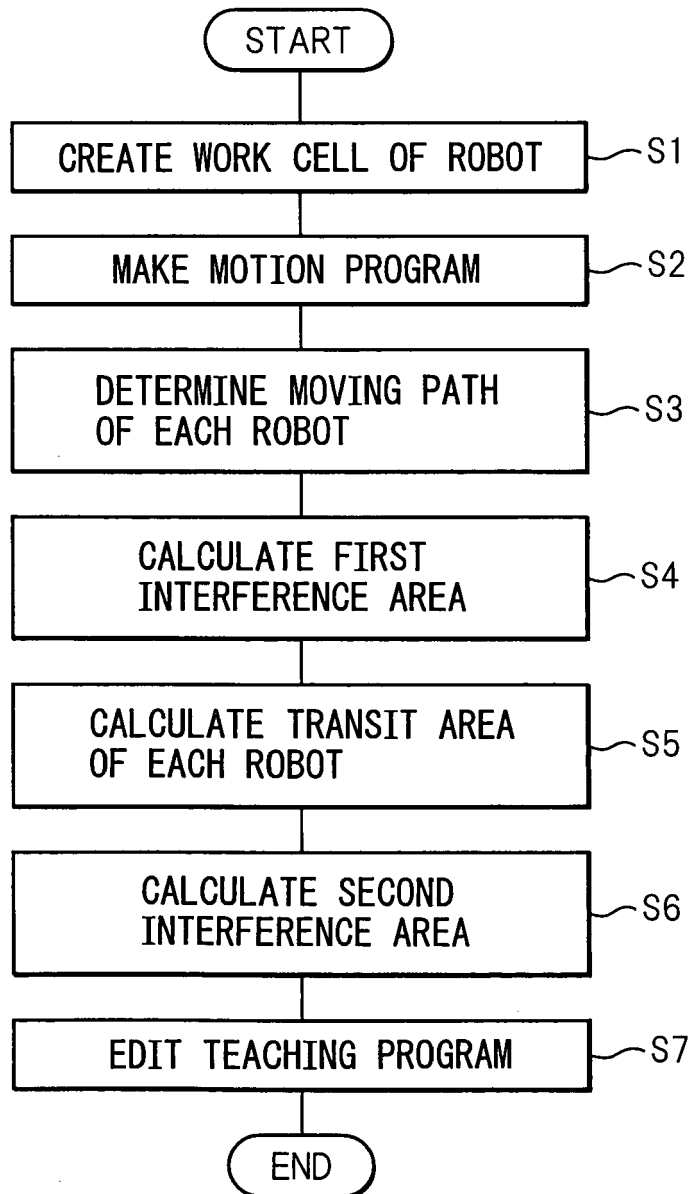 START
CREATE WORK CELL OF ROBOT
S1
MAKE MOTION PROGRAM
S2
DETERMINE MOVING PATH
OF EACH ROBOT
S3
CALCULATE FIRST
INTERFERENCE AREA
S4
CALCULATE TRANSIT AREA
OF EACH ROBOT
S5
CALCULATE SECOND
INTERFERENCE AREA
S6
EDIT TEACHING PROGRAM
S7
END